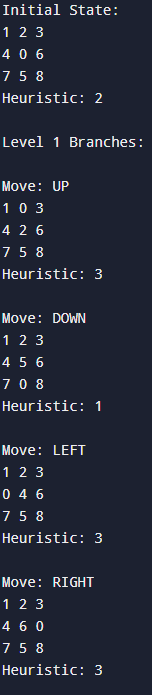 Initial State:
1 2 3
4 0 6
7 5 8
Heuristic: 2
Level 1 Branches:
Move: UP
1 0 3
4 2 6
7 5 8
Heuristic: 3
Move: DOWN
1 2 3
4 5 6
7 0 8
Heuristic: 1
Move: LEFT
1 2 3
0 4 6
7 5 8
Heuristic: 3
Move: RIGHT
1 2 3
4 6 0
7 5 8
Heuristic: 3